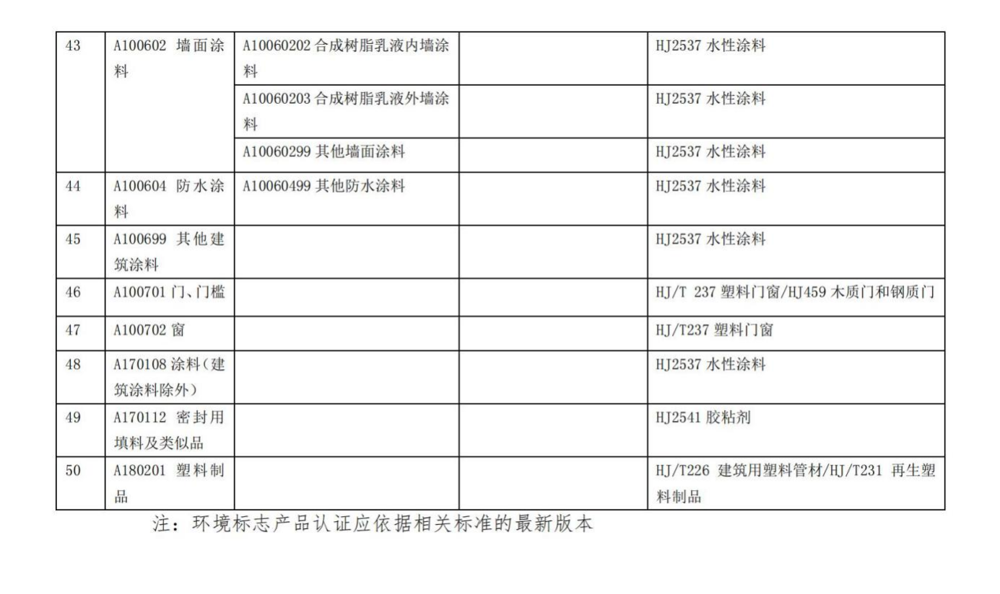 43 A100602 墙面涂 A10060202 合成树脂乳液内墙涂 HJ2537 水性涂料
料 料
A10060203 合成树脂乳液外墙涂 HJ2537 水性涂料
料
A10060299 其他墙面涂料 HJ2537 水性涂料
44 A100604 防水涂 A10060499 其他防水涂料 HJ2537 水性涂料
料
45 A100699 其他建 HJ2537 水性涂料
筑涂料
46 A100701 门、门槛 HJ/T 237 塑料门窗/HJ459 木质门和钢质门
47 A100702 窗 HJ/T237 塑料门窗
48 A170108 涂料（建 HJ2537 水性涂料
筑涂料除外）
49 A170112 密封用 HJ2541 胶粘剂
填料及类似品
50 A180201 塑料制 HJ/T226 建筑用塑料管材/HJ/T231 再生塑
品 料制品
注：环境标志产品认证应依据相关标准的最新版本